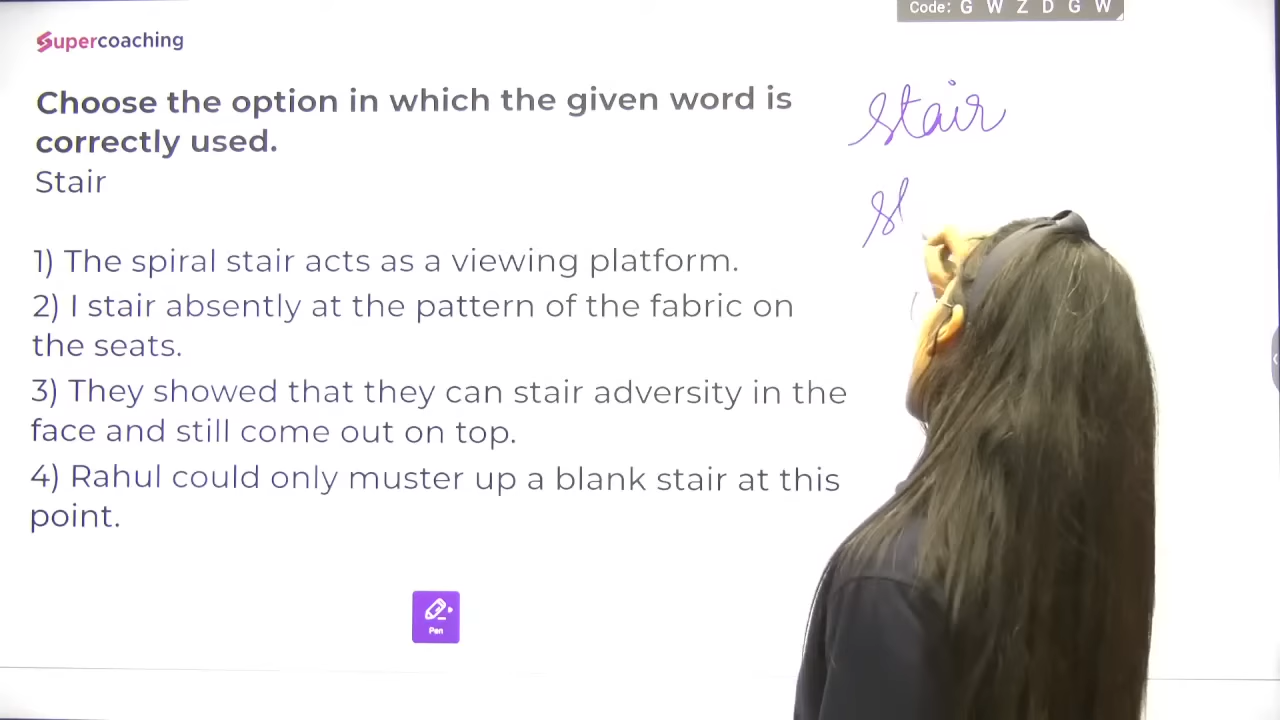 Code: G W Z D G W
Supercoaching
Choose the option in which the given word is
correctly used.
Stair
1) The spiral stair acts as a viewing platform.
2) I stair absently at the pattern of the fabric on
the seats.
3) They showed that they can stair adversity in the
face and still come out on top.
4) Rahul could only muster up a blank stair at this
point.
Pen
Stair
St